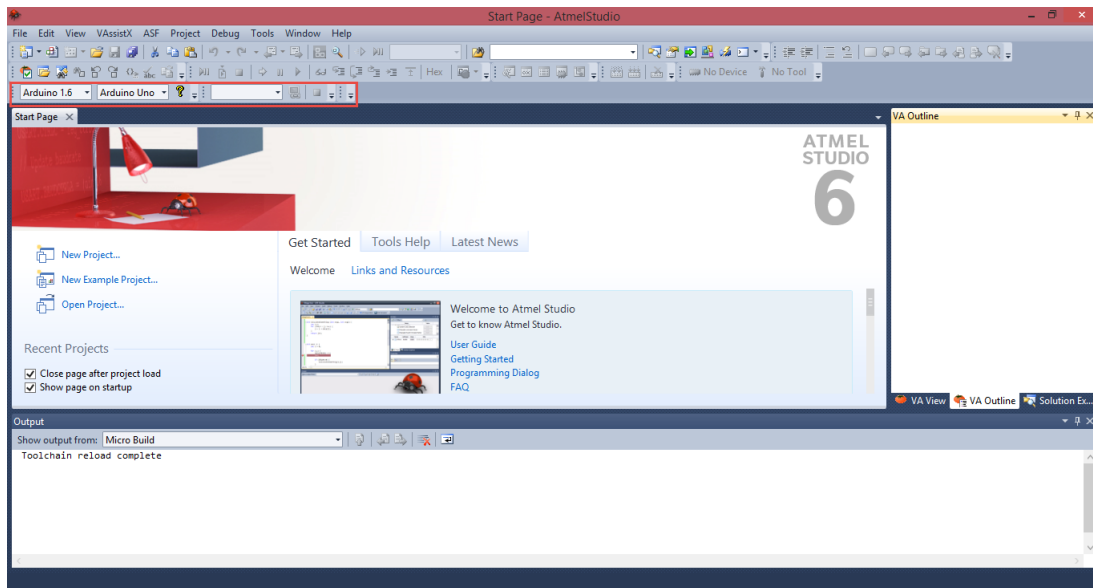 Start Page - AtmelStudio
File Edit View VAssistX ASF Project Debug Tools Window Help
Hex No Device No Tool
Arduino 1.6 Arduino Uno
Start Page
VA Outline
ATMEL
STUDIO
6
New Project...
New Example Project...
Open Project...
Recent Projects
Close page after project load
Show page on startup
Get Started Tools Help Latest News
Welcome Links and Resources
Welcome to Atmel Studio
Get to know Atmel Studio.
User Guide
Getting Started
Programming Dialog
FAQ
VA View VA Outline Solution Ex...
Output
Show output from: Micro Build
Toolchain reload complete